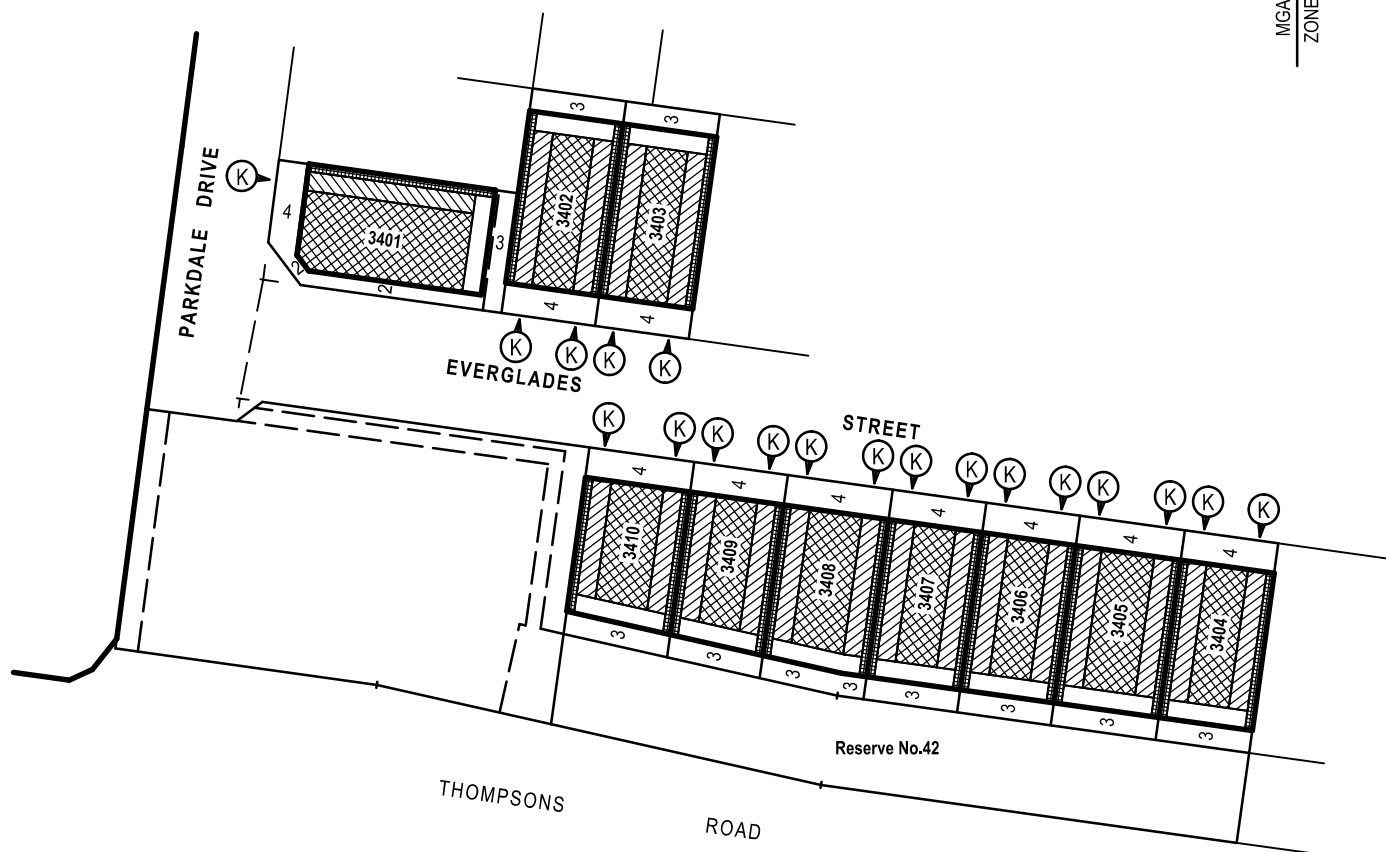 MGA
ZONE
3
3
PARKDALE DRIVE
K
4
3401
3
3402
3403
2
2
4
4
K
K
K
K
EVERGLADES
STREET
K
K
K
K
K
K
K
K
K
K
K
K
K
K
4
4
4
4
4
4
4
3410
3409
3408
3407
3406
3405
3404
3
3
3
3
3
3
3
3
Reserve No.42
THOMPSONS
ROAD